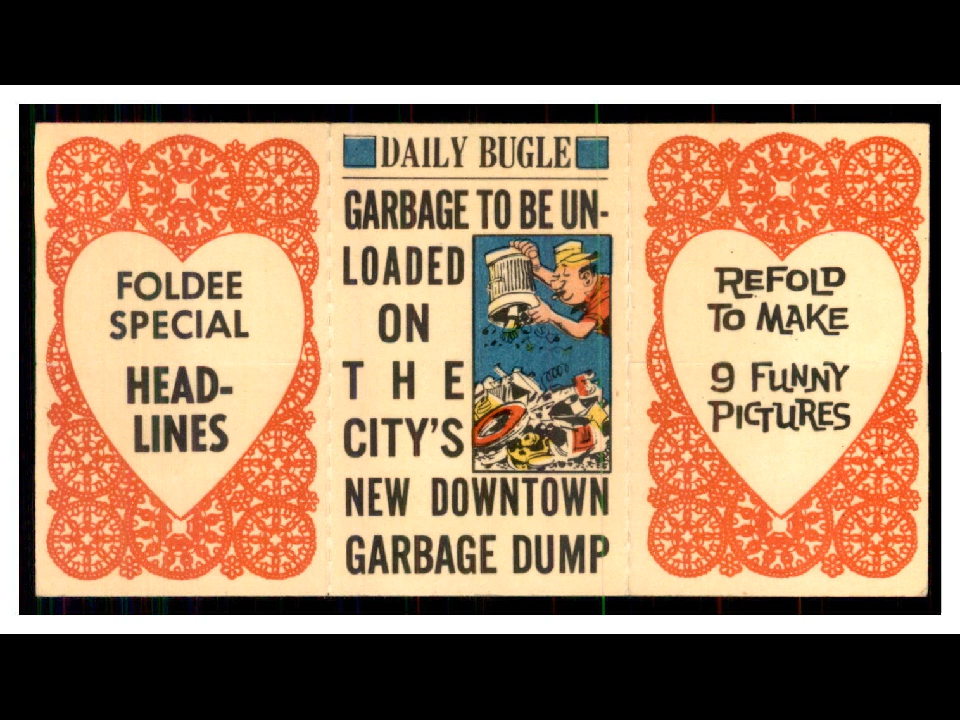 FOLDEE
SPECIAL
HEAD-
LINES
DAILY BUGLE
GARBAGE TO BE UN-
LOADED
ON
THE
CITY'S
NEW DOWNTOWN
GARBAGE DUMP
REFOLD
TO MAKE
9 FUNNY
PICTURES